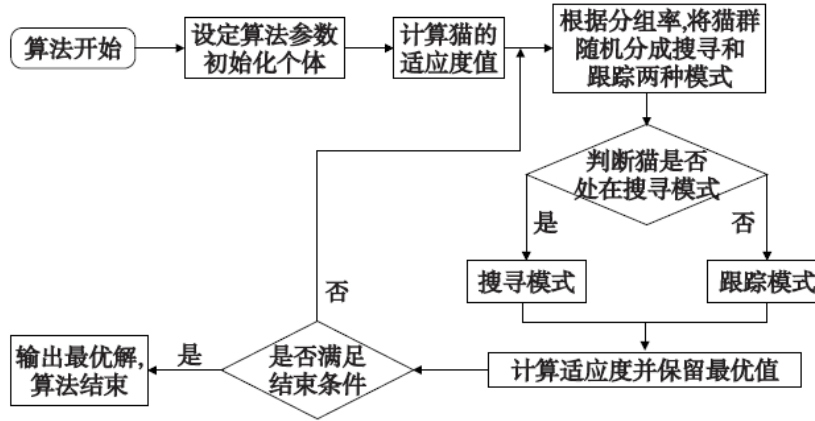 算法开始
设定算法参数
初始化个体
计算猫的
适应度值
根据分组率,将猫群
随机分成搜寻和
跟踪两种模式
判断猫是否
处在搜寻模式
是
否
搜寻模式
跟踪模式
计算适应度并保留最优值
是否满足
结束条件
否
是
输出最优解,
算法结束